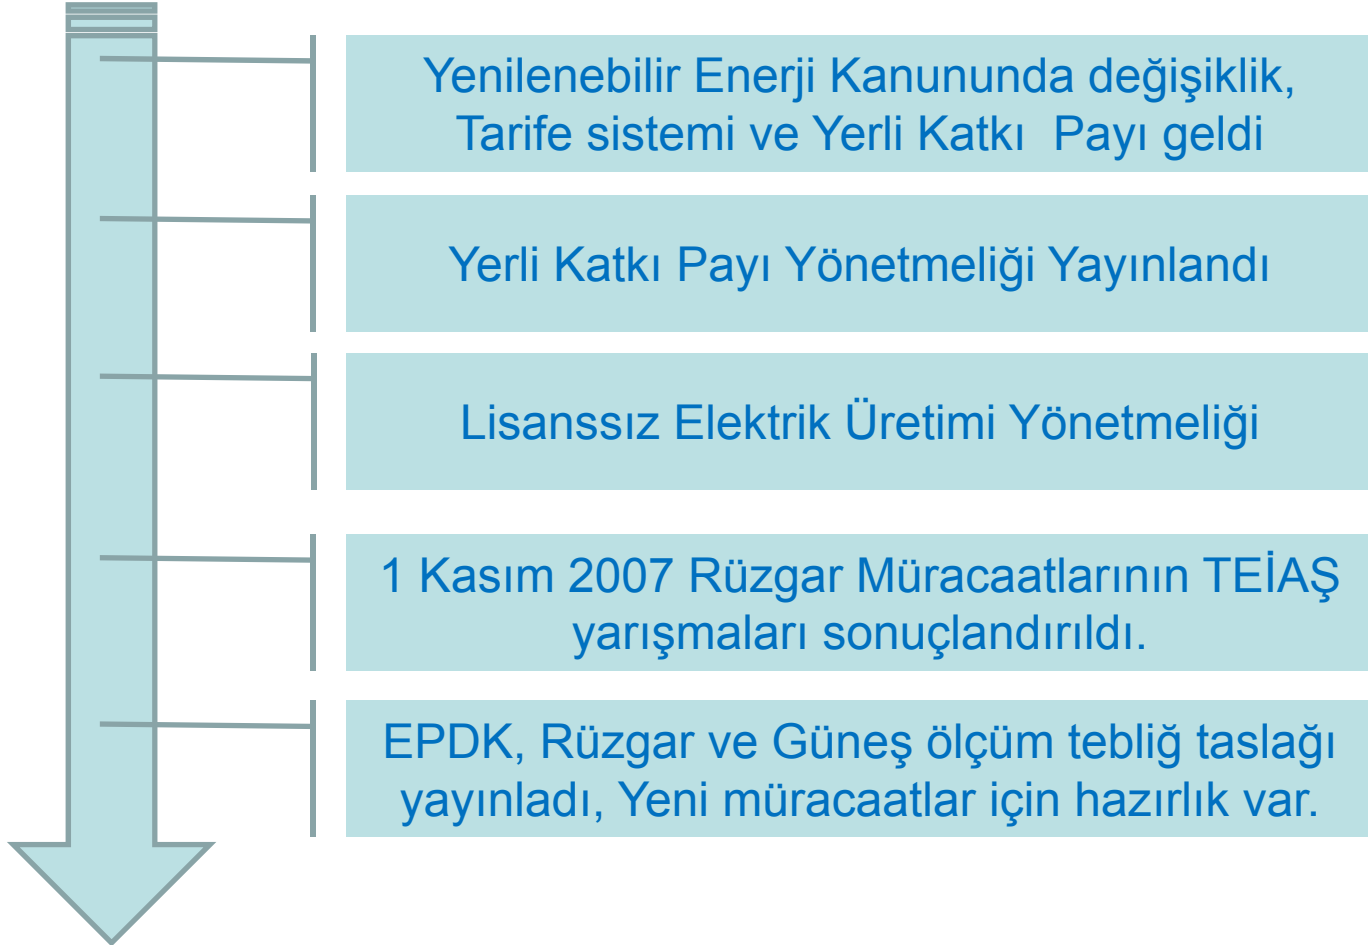 Yenilenebilir Enerji Kanununda değişiklik,
Tarife sistemi ve Yerli Katkı  Payı geldi
Yerli Katkı Payı Yönetmeliği Yayınlandı
Lisanssız Elektrik Üretimi Yönetmeliği
1 Kasım 2007 Rüzgar Müracaatlarının TEİAŞ
yarışmaları sonuçlandırıldı.
EPDK, Rüzgar ve Güneş ölçüm tebliğ taslağı
yayınladı, Yeni müracaatlar için hazırlık var.